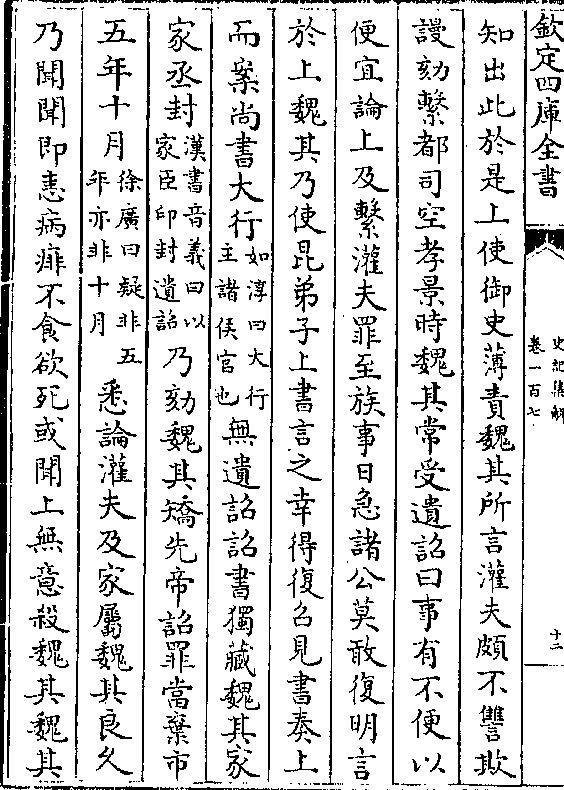 欽定四庫全書
史記集解
卷一百七
十二
知出此於是上使御史薄責魏其所言灌夫頗不讐欺
謾劾繫都司空孝景時魏其常受遺詔曰事有不便以
便宜論上及繫灌夫罪至族事日急諸公莫敢復明言
於上魏其乃使昆弟子上書言之幸得復召見書奏上
而案尚書大行如淳曰大行主諸侯官也無遺詔詔書獨藏魏其家
家丞封漢書音義曰以家臣印封遺詔乃劾魏其矯先帝詔罪當棄市
五年十月徐廣曰疑非五年亦非十月悉論灌夫及家屬魏其良久
乃聞聞即恚病痱不食欲死或聞上無意殺魏其魏其